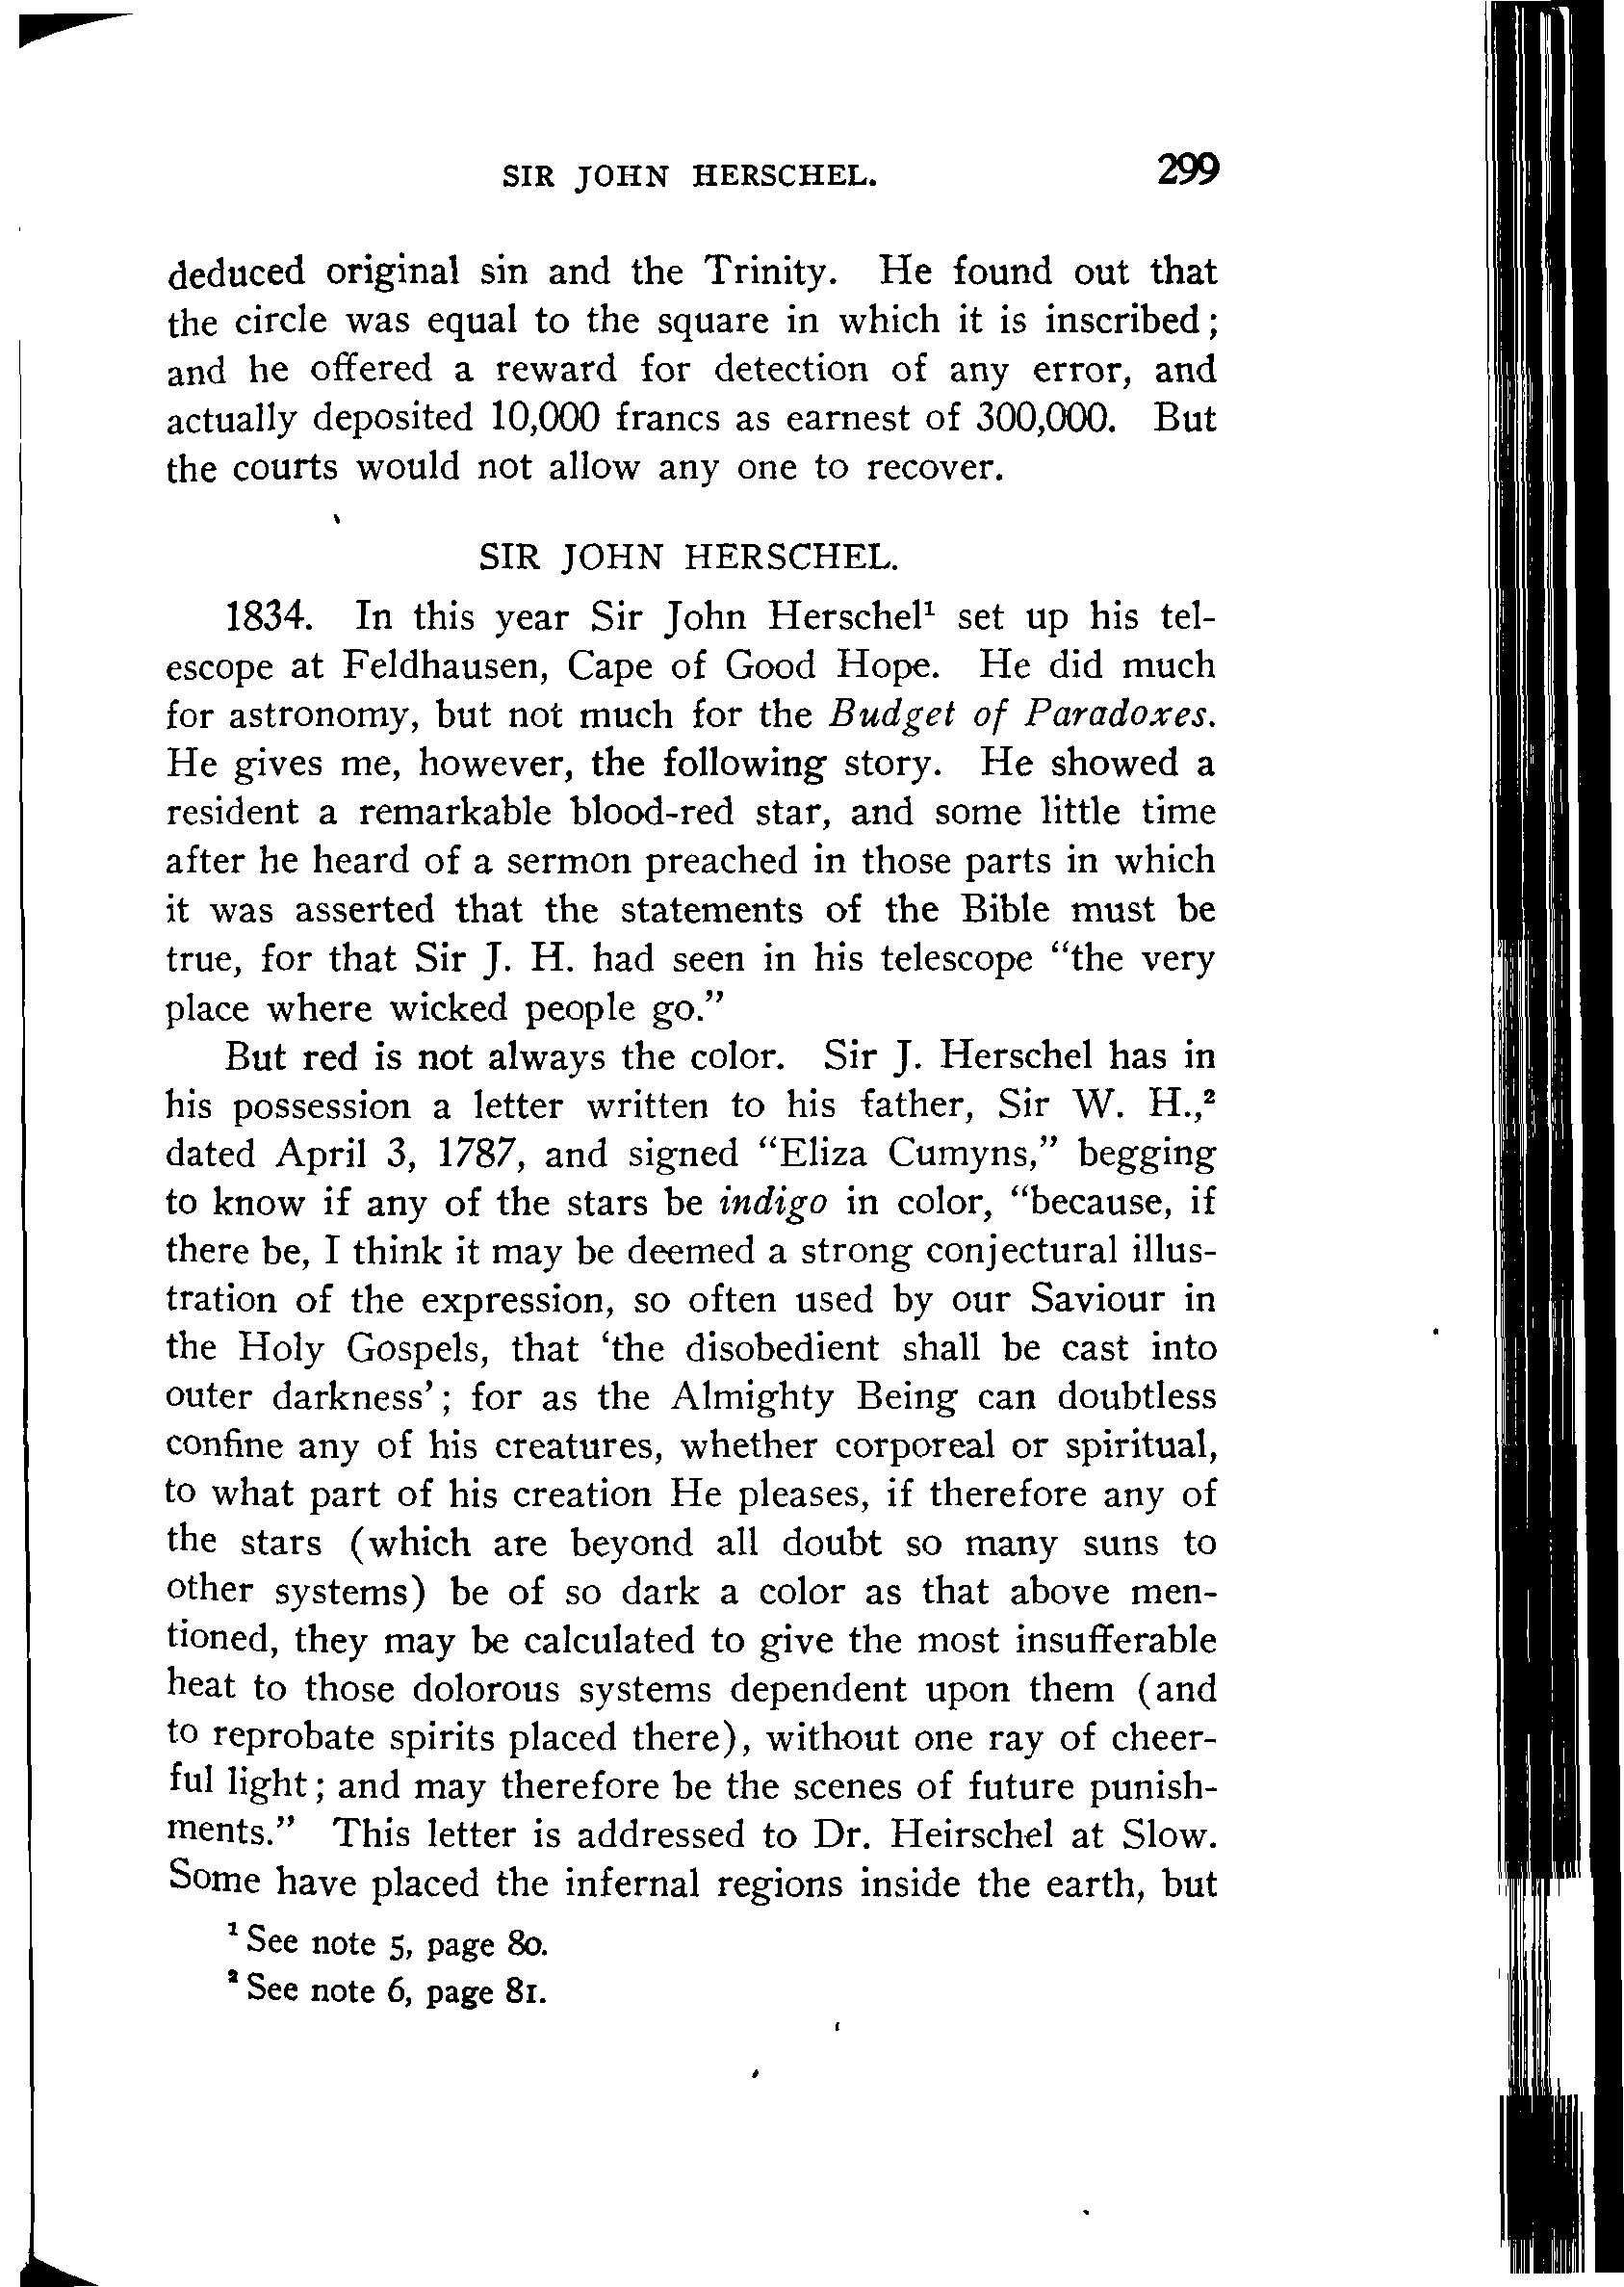 SIR JOHN HERSCHEL. 299
deduced original sin and the Trinity. He found out that
the circle was equal to the square in which it is inscribed;
and he offered a reward for detection of any error, and
actually deposited 10,000 francs as earnest of 300,000. But
the courts would not allow any one to recover.
SIR JOHN HERSCHEL.
1834. In this year Sir John Herschel¹ set up his tel-
escope at Feldhausen, Cape of Good Hope. He did much
for astronomy, but not much for the Budget of Paradoxes.
He gives me, however, the following story. He showed a
resident a remarkable blood-red star, and some little time
after he heard of a sermon preached in those parts in which
it was asserted that the statements of the Bible must be
true, for that Sir J. H. had seen in his telescope “the very
place where wicked people go.”
But red is not always the color. Sir J. Herschel has in
his possession a letter written to his father, Sir W. H.,²
dated April 3, 1787, and signed “Eliza Cumyns,” begging
to know if any of the stars be indigo in color, “because, if
there be, I think it may be deemed a strong conjectural illus-
tration of the expression, so often used by our Saviour in
the Holy Gospels, that ‘the disobedient shall be cast into
outer darkness’; for as the Almighty Being can doubtless
confine any of his creatures, whether corporeal or spiritual,
to what part of his creation He pleases, if therefore any of
the stars (which are beyond all doubt so many suns to
other systems) be of so dark a color as that above men-
tioned, they may be calculated to give the most insufferable
heat to those dolorous systems dependent upon them (and
to reprobate spirits placed there), without one ray of cheer-
ful light; and may therefore be the scenes of future punish-
ments.” This letter is addressed to Dr. Heirschel at Slow.
Some have placed the infernal regions inside the earth, but
¹ See note 5, page 80.
² See note 6, page 81.